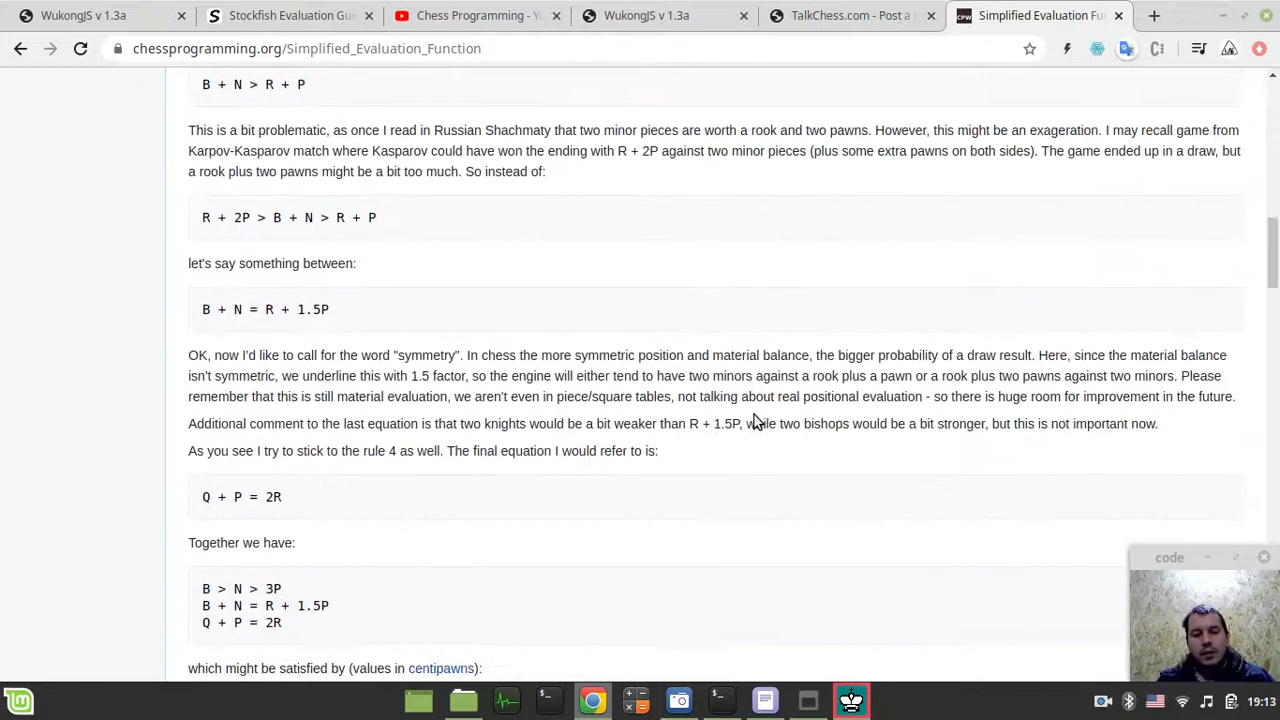 WukongJS v 1.3a
Stockfish Evaluation Gu
Chess Programming - Yo
WukongJS v 1.3a
TalkChess.com - Post a r
Simplified Evaluation Fu
chessprogramming.org/Simplified_Evaluation_Function
B + N > R + P
This is a bit problematic, as once I read in Russian Shachmaty that two minor pieces are worth a rook and two pawns. However, this might be an exageration. I may recall game from
Karpov-Kasparov match where Kasparov could have won the ending with R + 2P against two minor pieces (plus some extra pawns on both sides). The game ended up in a draw, but
a rook plus two pawns might be a bit too much. So instead of:
R + 2P > B + N > R + P
let's say something between:
B + N = R + 1.5P
OK, now I'd like to call for the word "symmetry". In chess the more symmetric position and material balance, the bigger probability of a draw result. Here, since the material balance
isn't symmetric, we underline this with 1.5 factor, so the engine will either tend to have two minors against a rook plus a pawn or a rook plus two pawns against two minors. Please
remember that this is still material evaluation, we aren't even in piece/square tables, not talking about real positional evaluation - so there is huge room for improvement in the future.
Additional comment to the last equation is that two knights would be a bit weaker than R + 1.5P, while two bishops would be a bit stronger, but this is not important now.
As you see I try to stick to the rule 4 as well. The final equation I would refer to is:
Q + P = 2R
Together we have:
B > N > 3P
B + N = R + 1.5P
Q + P = 2R
which might be satisfied by (values in centipawns):
code
19:13